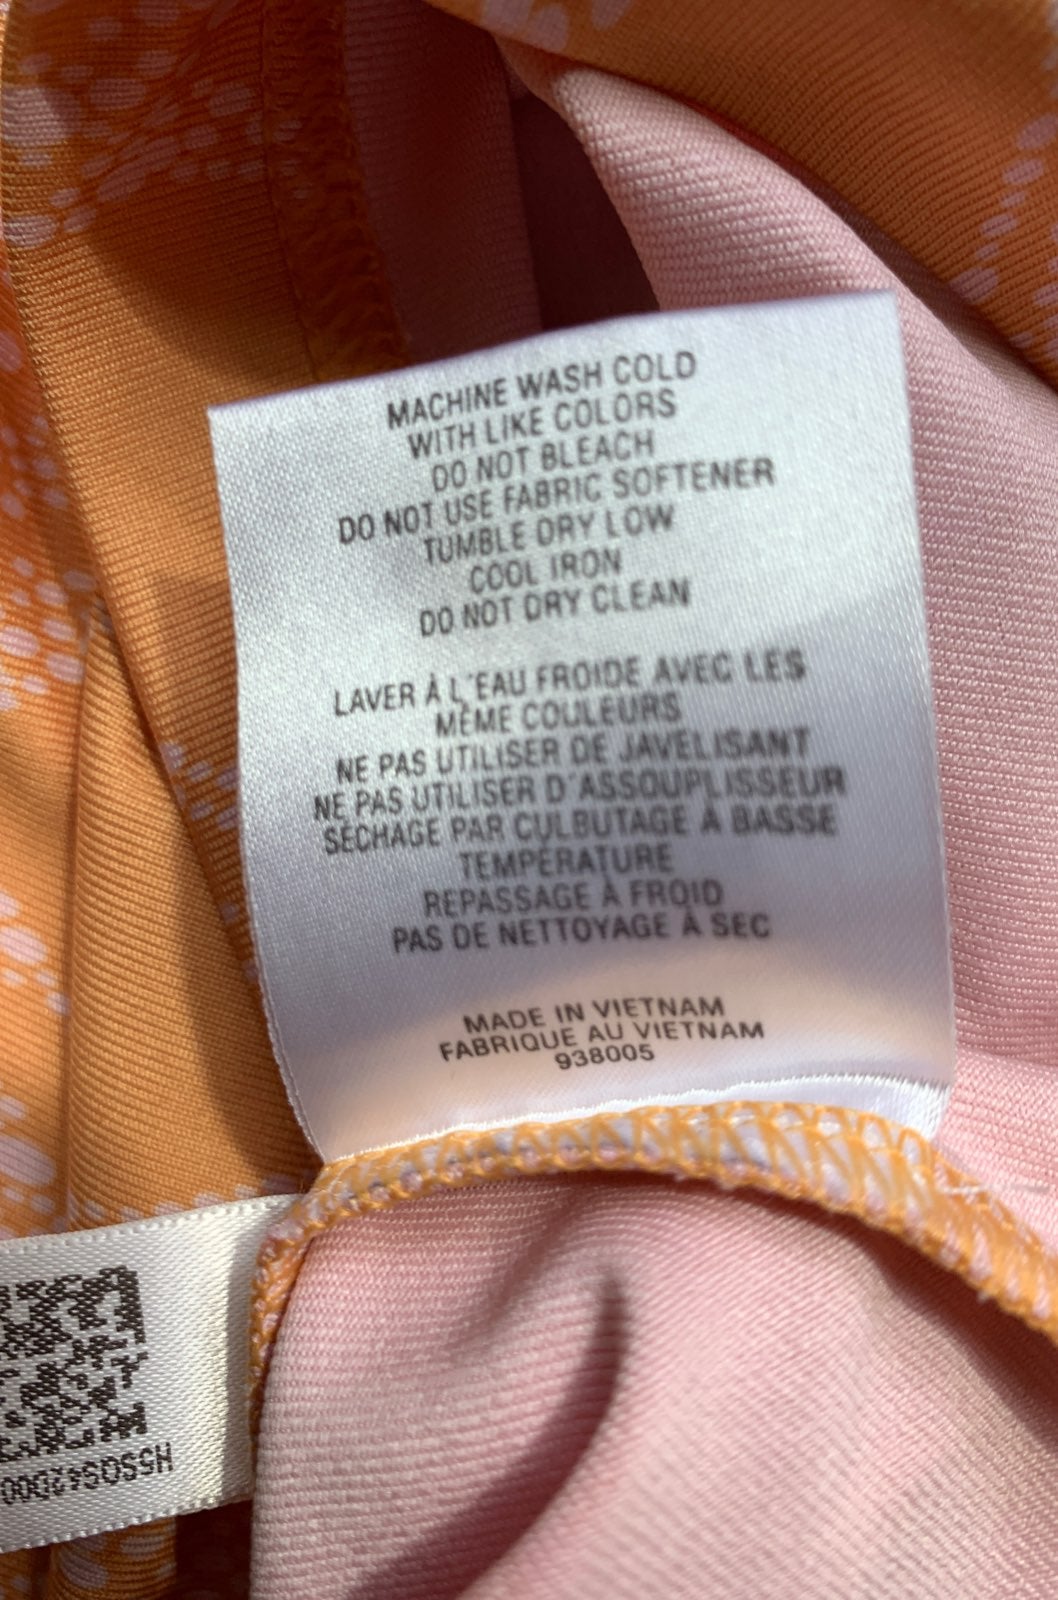 MACHINE WASH COLD
WITH LIKE COLORS
DO NOT BLEACH
DO NOT USE FABRIC SOFTENER
TUMBLE DRY LOW
COOL IRON
DO NOT DRY CLEAN
LAVER À L'EAU FROIDE AVEC LES
MÊME COULEURS
NE PAS UTILISER DE JAVELISANT
NE PAS UTILISER D'ASSOUPLISSEUR
SÉCHAGE PAR CULBUTAGE À BASSE
TEMPÉRATURE
REPASSAGE À FROID
PAS DE NETTOYAGE À SEC
MADE IN VIETNAM
FABRIQUE AU VIETNAM
938005